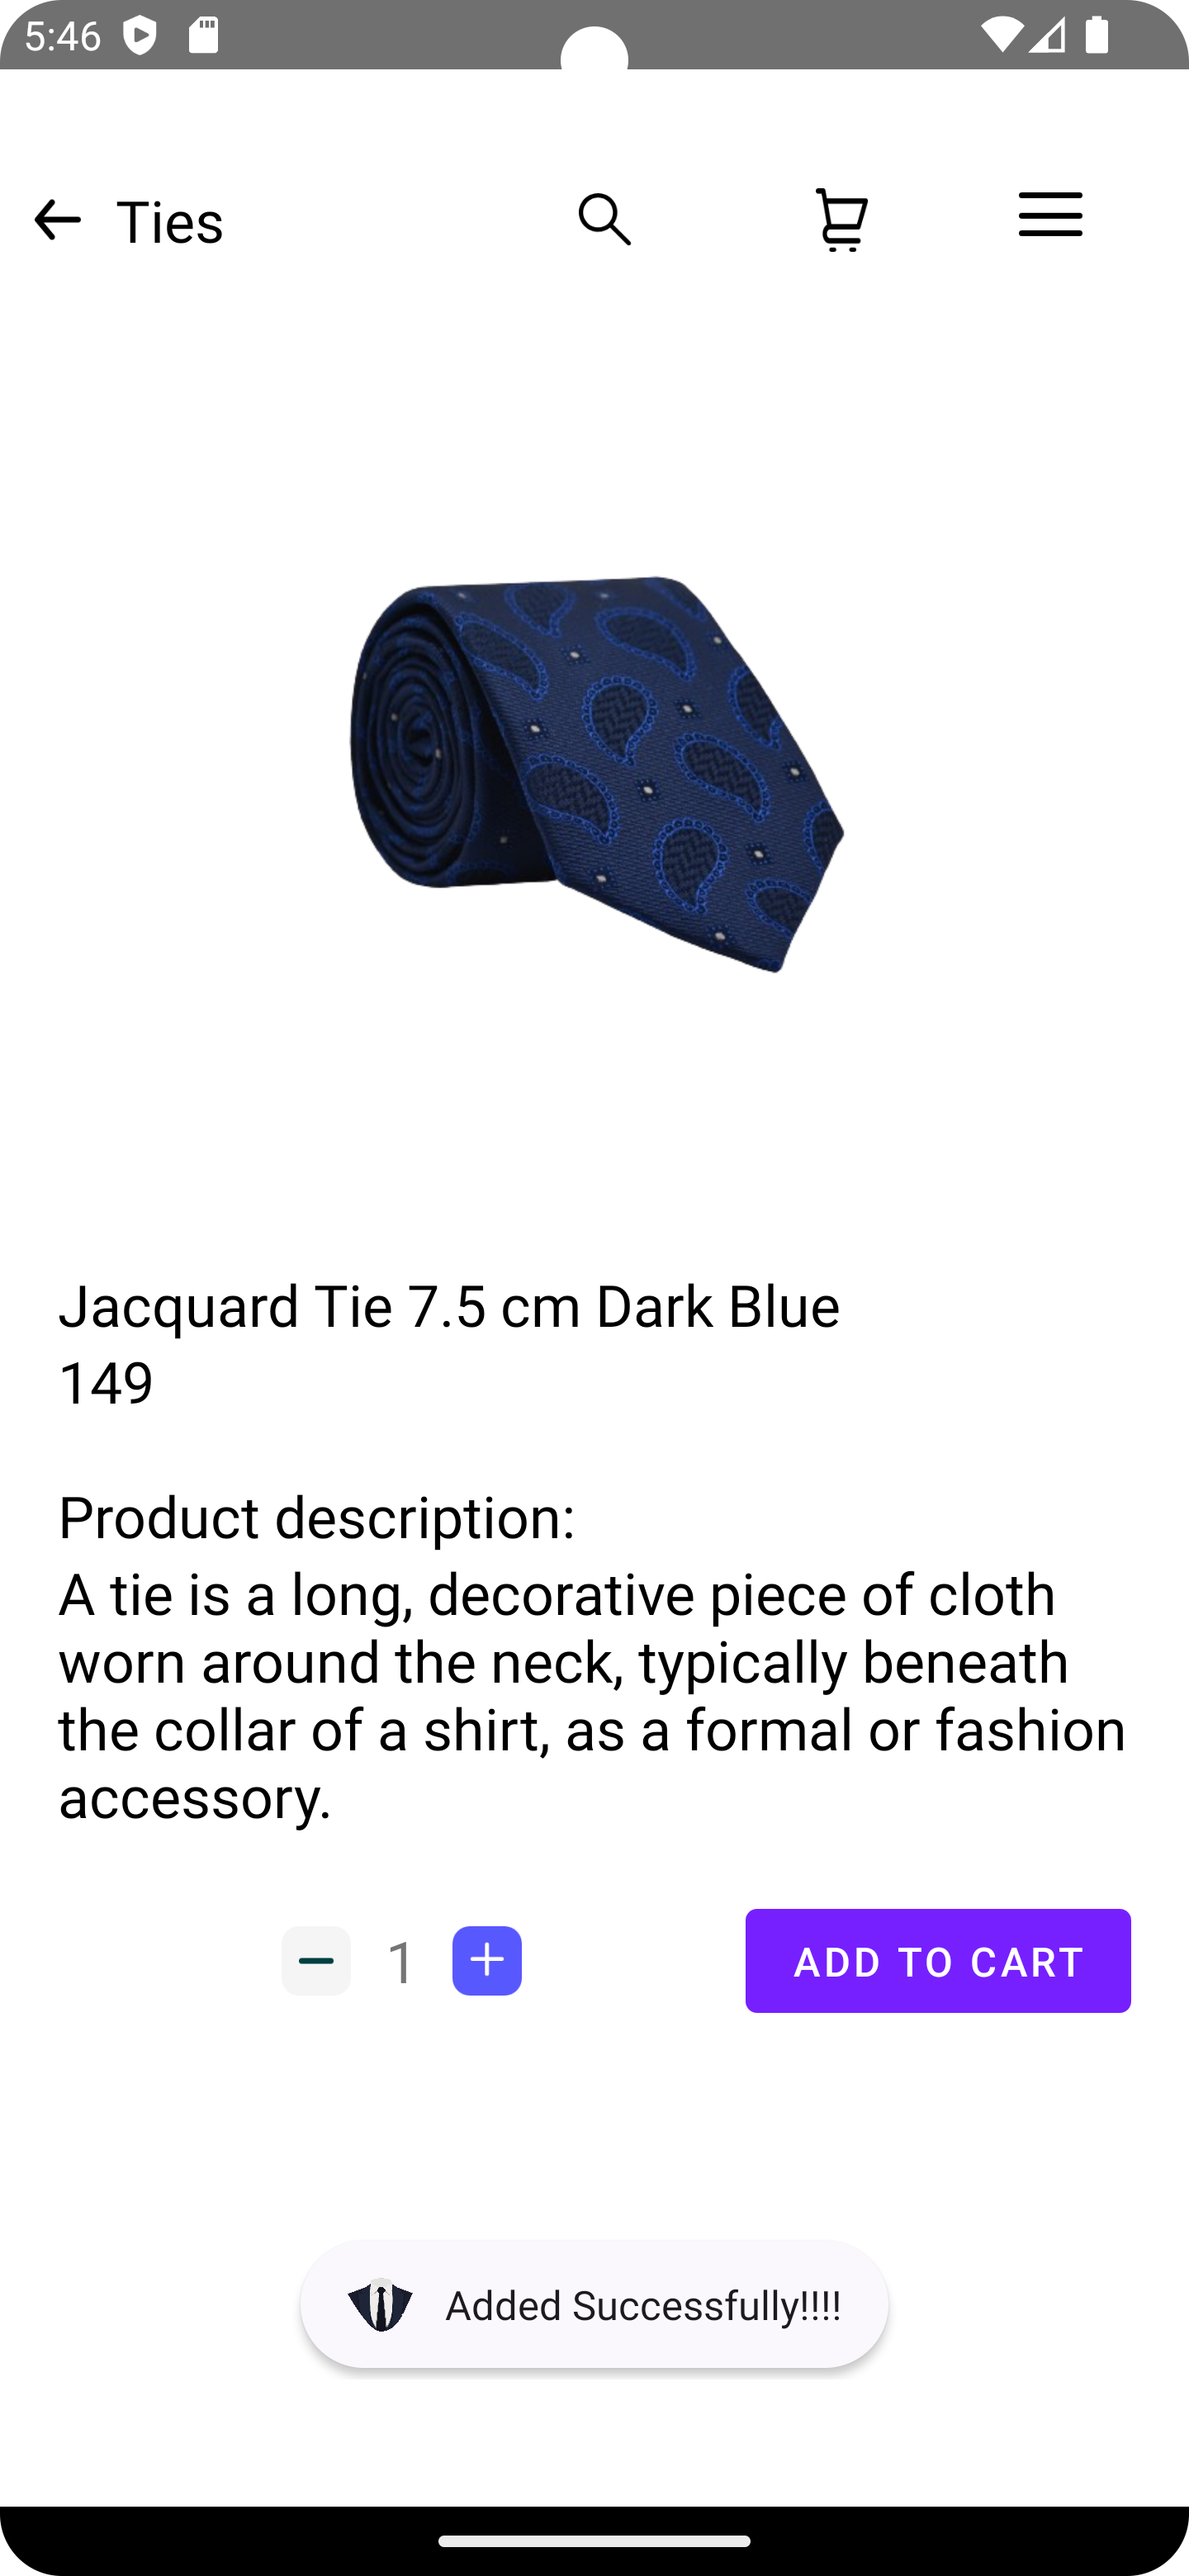 5:46
Ties
Jacquard Tie 7.5 cm Dark Blue
149
Product description:
A tie is a long, decorative piece of cloth
worn around the neck, typically beneath
the collar of a shirt, as a formal or fashion
accessory.
1
ADD TO CART
Added Successfully!!!!